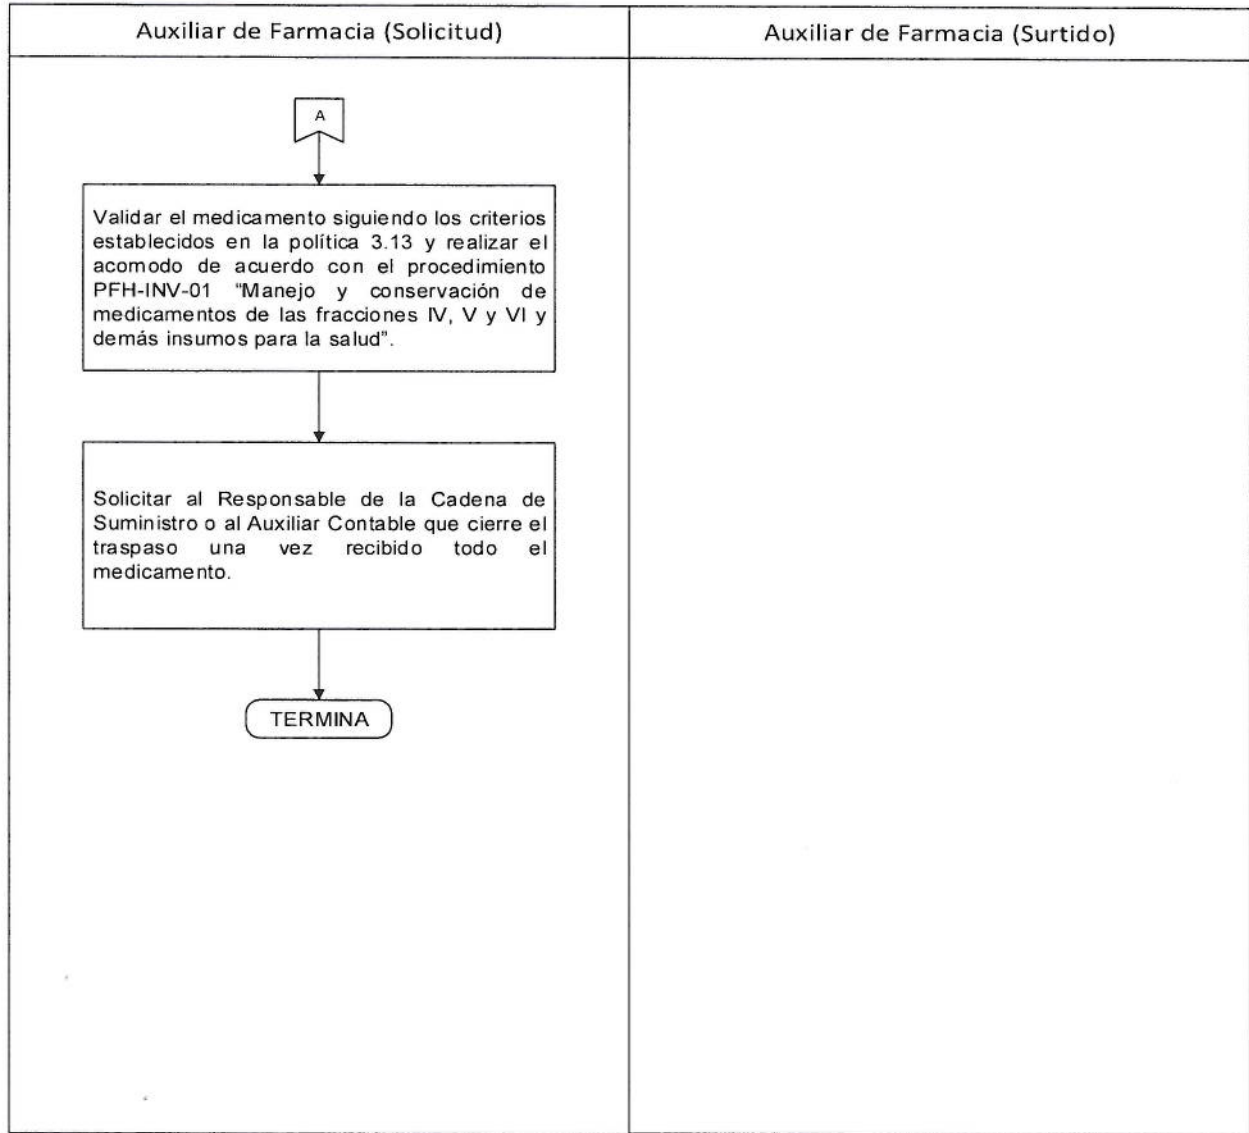 Auxiliar de Farmacia (Solicitud)
Auxiliar de Farmacia (Surtido)
A
Validar el medicamento siguiendo los criterios
establecidos en la política 3.13 y realizar el
acomodo de acuerdo con el procedimiento
PFH-INV-01 “Manejo y conservación de
medicamentos de las fracciones IV, V y VI y
demás insumos para la salud”.
Solicitar al Responsable de la Cadena de
Suministro o al Auxiliar Contable que cierre el
traspaso una vez recibido todo el
medicamento.
TERMINA